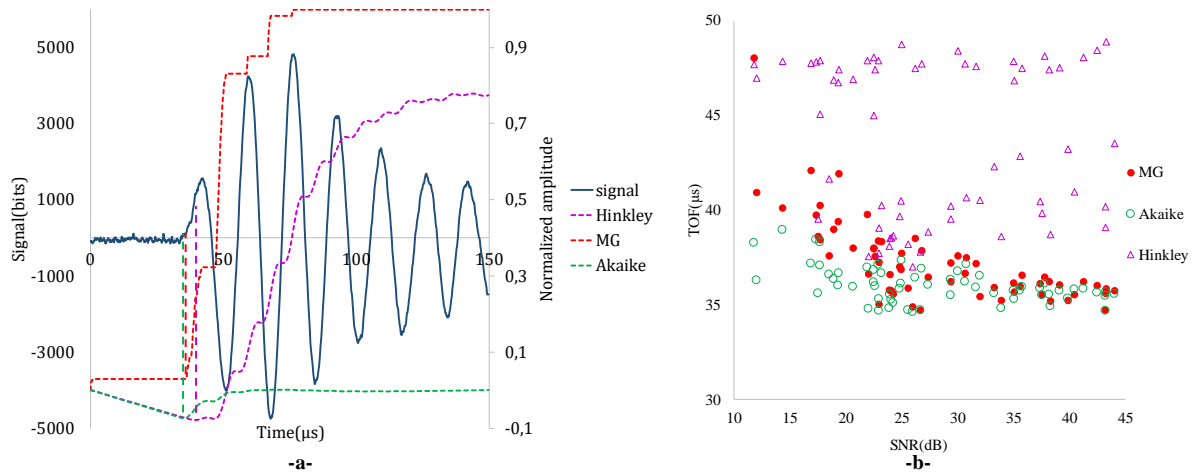 5000
3000
1000
-1000
-3000
-5000
Signal(bits)
0
50
100
150
Time(µs)
0,9
0,7
0,5
0,3
0,1
-0,1
Normalized amplitude
signal
Hinkley
MG
Akaike
-a-
50
45
40
35
30
TOF(µs)
10
15
20
25
30
35
40
45
SNR(dB)
MG
Akaike
Hinkley
-b-